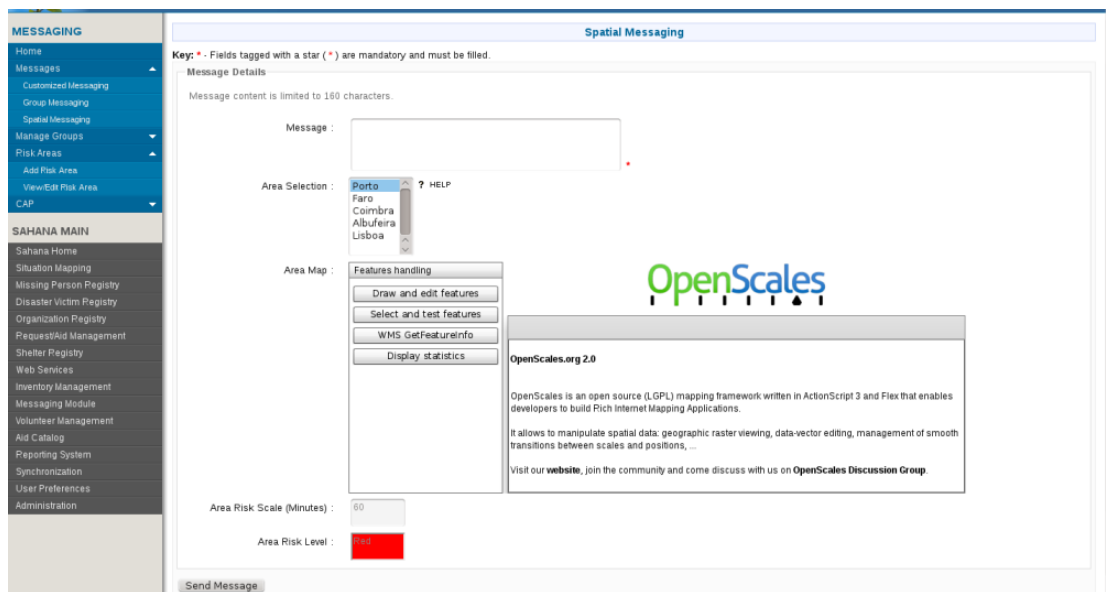 MESSAGING
Home
Messages
Customized Messaging
Group Messaging
Spatial Messaging
Manage Groups
Risk Areas
Add Risk Area
View/Edit Risk Area
CAP
SAHANA MAIN
Sahana Home
Situation Mapping
Missing Person Registry
Disaster Victim Registry
Organization Registry
Request/Aid Management
Shelter Registry
Web Services
Inventory Management
Messaging Module
Volunteer Management
Aid Catalog
Reporting System
Synchronization
User Preferences
Administration
Spatial Messaging
Key: * - Fields tagged with a star ( * ) are mandatory and must be filled.
Message Details
Message content is limited to 160 characters.
Message :
*
Area Selection :
Porto
Faro
Coimbra
Albufeira
Lisboa
? HELP
Area Map :
Features handling
Draw and edit features
Select and test features
WMS GetFeatureInfo
Display statistics
OpenScales
OpenScales.org 2.0
OpenScales is an open source (LGPL) mapping framework written in ActionScript 3 and Flex that enables
developers to build Rich Internet Mapping Applications.
It allows to manipulate spatial data: geographic raster viewing, data-vector editing, management of smooth
transitions between scales and positions, ...
Visit our website, join the community and come discuss with us on OpenScales Discussion Group.
Area Risk Scale (Minutes) :
60
Area Risk Level :
Red
Send Message